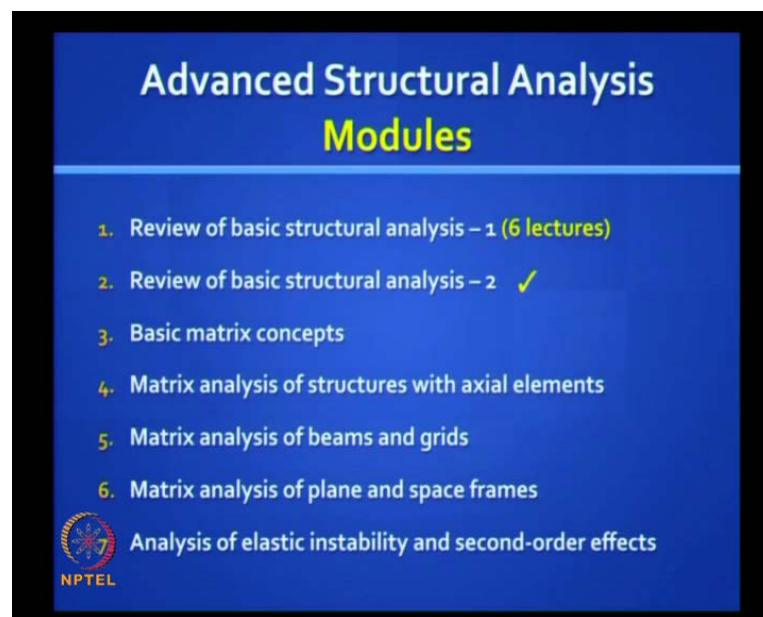 Advanced Structural Analysis
Modules
1. Review of basic structural analysis – 1 (6 lectures)
2. Review of basic structural analysis – 2 ✓
3. Basic matrix concepts
4. Matrix analysis of structures with axial elements
5. Matrix analysis of beams and grids
6. Matrix analysis of plane and space frames
7 Analysis of elastic instability and second-order effects
NPTEL